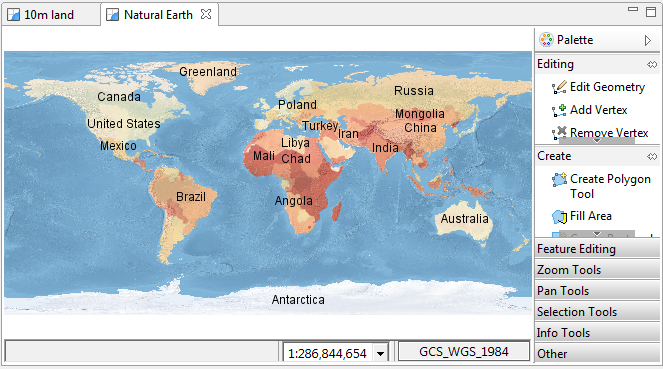 10m land
Natural Earth
Greenland
Canada
United States
Mexico
Brazil
Poland
Turkey
Libya
Mali
Chad
Angola
Russia
Mongolia
China
Iran
India
Australia
Antarctica
1:286,844,654
GCS_WGS_1984
Palette
Editing
Edit Geometry
Add Vertex
Remove Vertex
Create
Create Polygon
Tool
Fill Area
Feature Editing
Zoom Tools
Pan Tools
Selection Tools
Info Tools
Other